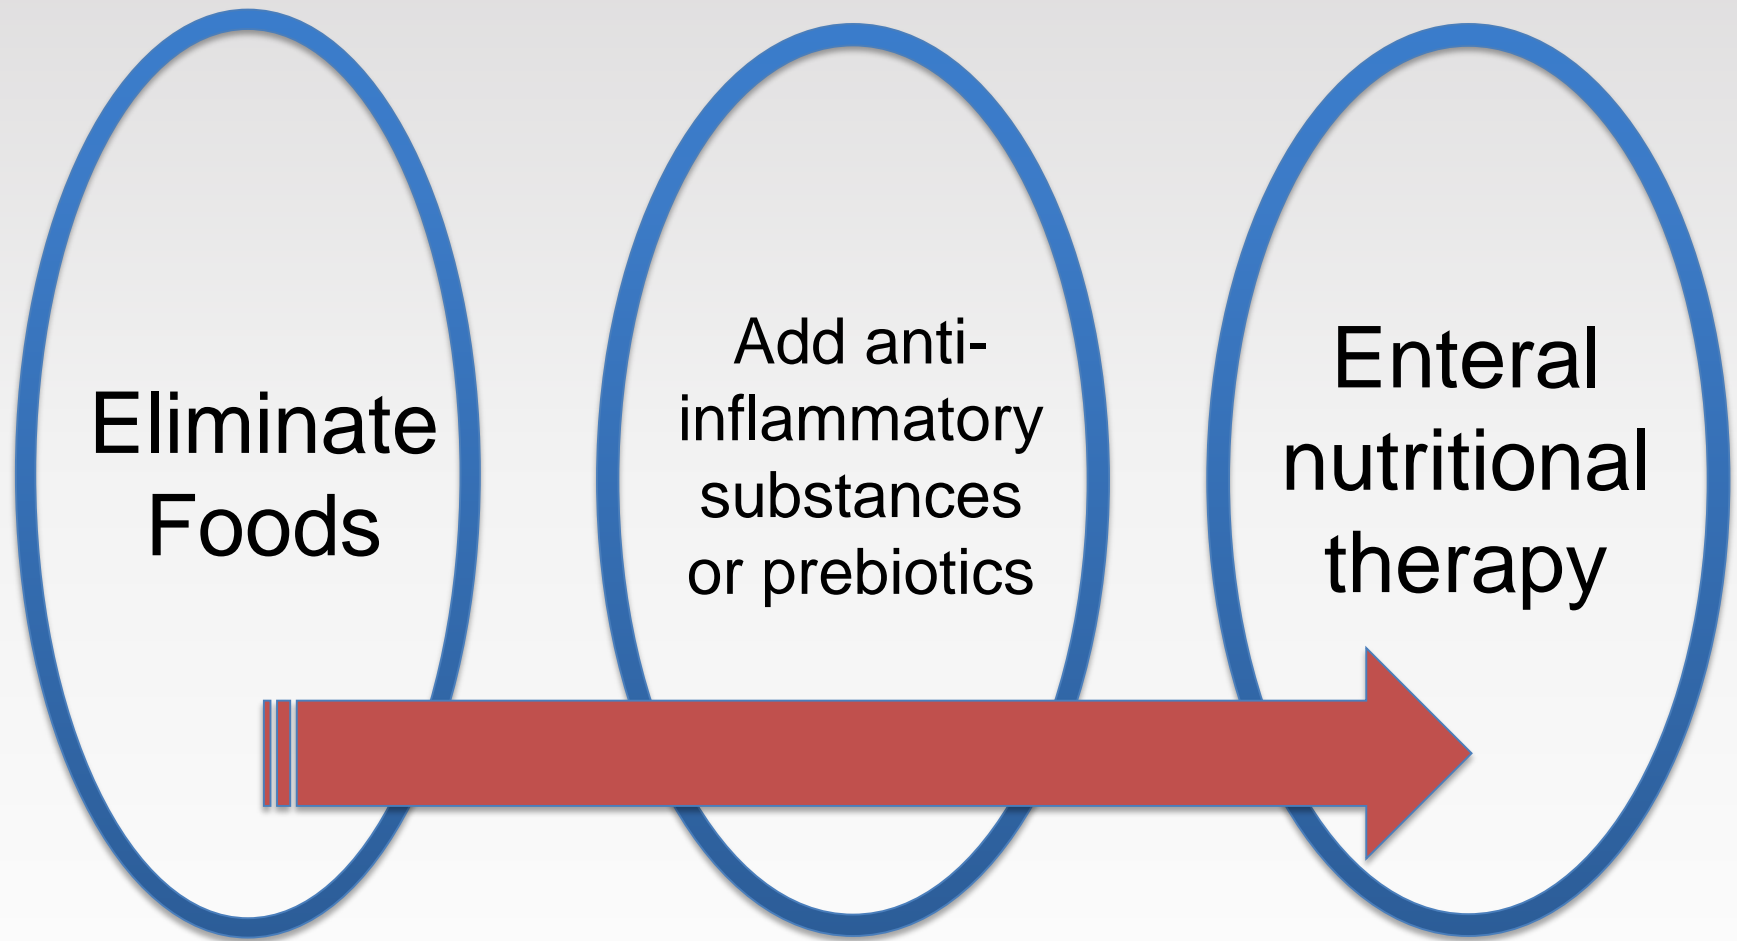 Eliminate
Foods
Add anti-
inflammatory
substances
or prebiotics
Enteral
nutritional
therapy